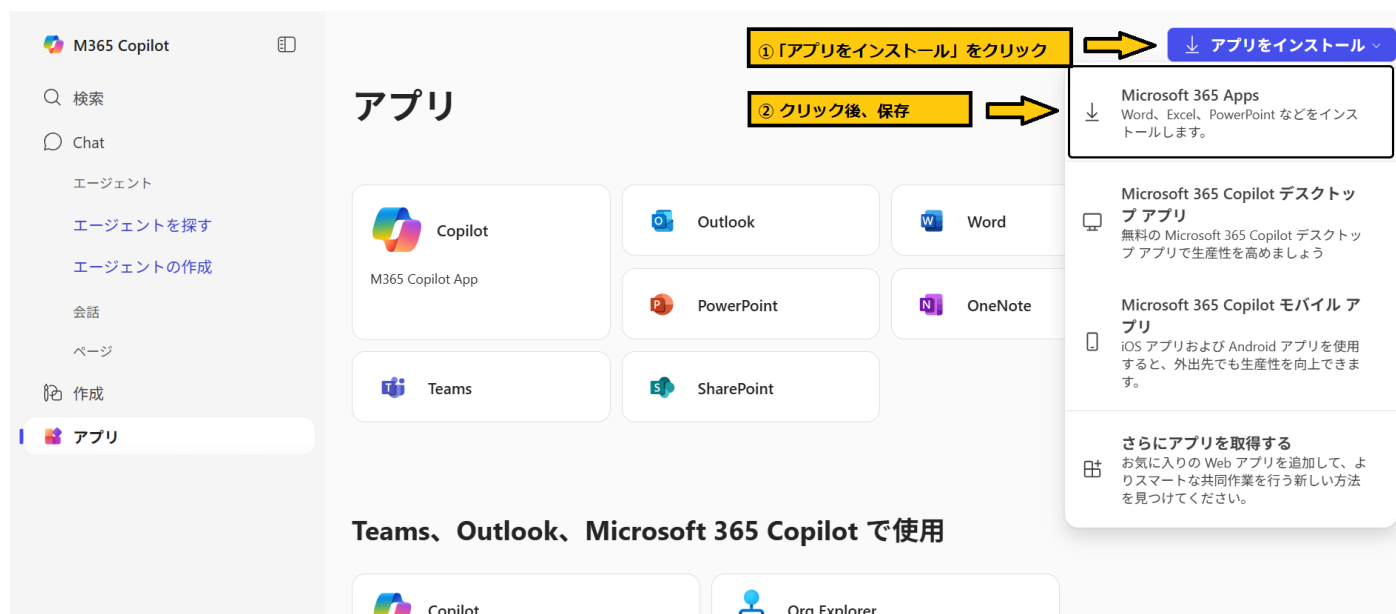 M365 Copilot
検索
Chat
エージェント
エージェントを探す
エージェントの作成
会話
ページ
作成
アプリ
①「アプリをインストール」をクリック
アプリをインストール
② クリック後、保存
アプリ
Copilot
M365 Copilot App
Outlook
Word
PowerPoint
OneNote
Teams
SharePoint
Microsoft 365 Apps
Word、Excel、PowerPoint などをインス
トールします。
Microsoft 365 Copilot デスクトッ
プ アプリ
無料の Microsoft 365 Copilot デスクトッ
プ アプリで生産性を高めましょう
Microsoft 365 Copilot モバイル ア
プリ
iOS アプリおよび Android アプリを使用
すると、外出先でも生産性を向上できま
す。
さらにアプリを取得する
お気に入りの Web アプリを追加して、よ
りスマートな共同作業を行う新しい方法
を見つけてください。
Teams、Outlook、Microsoft 365 Copilot で使用
Copilot
Org Explorer